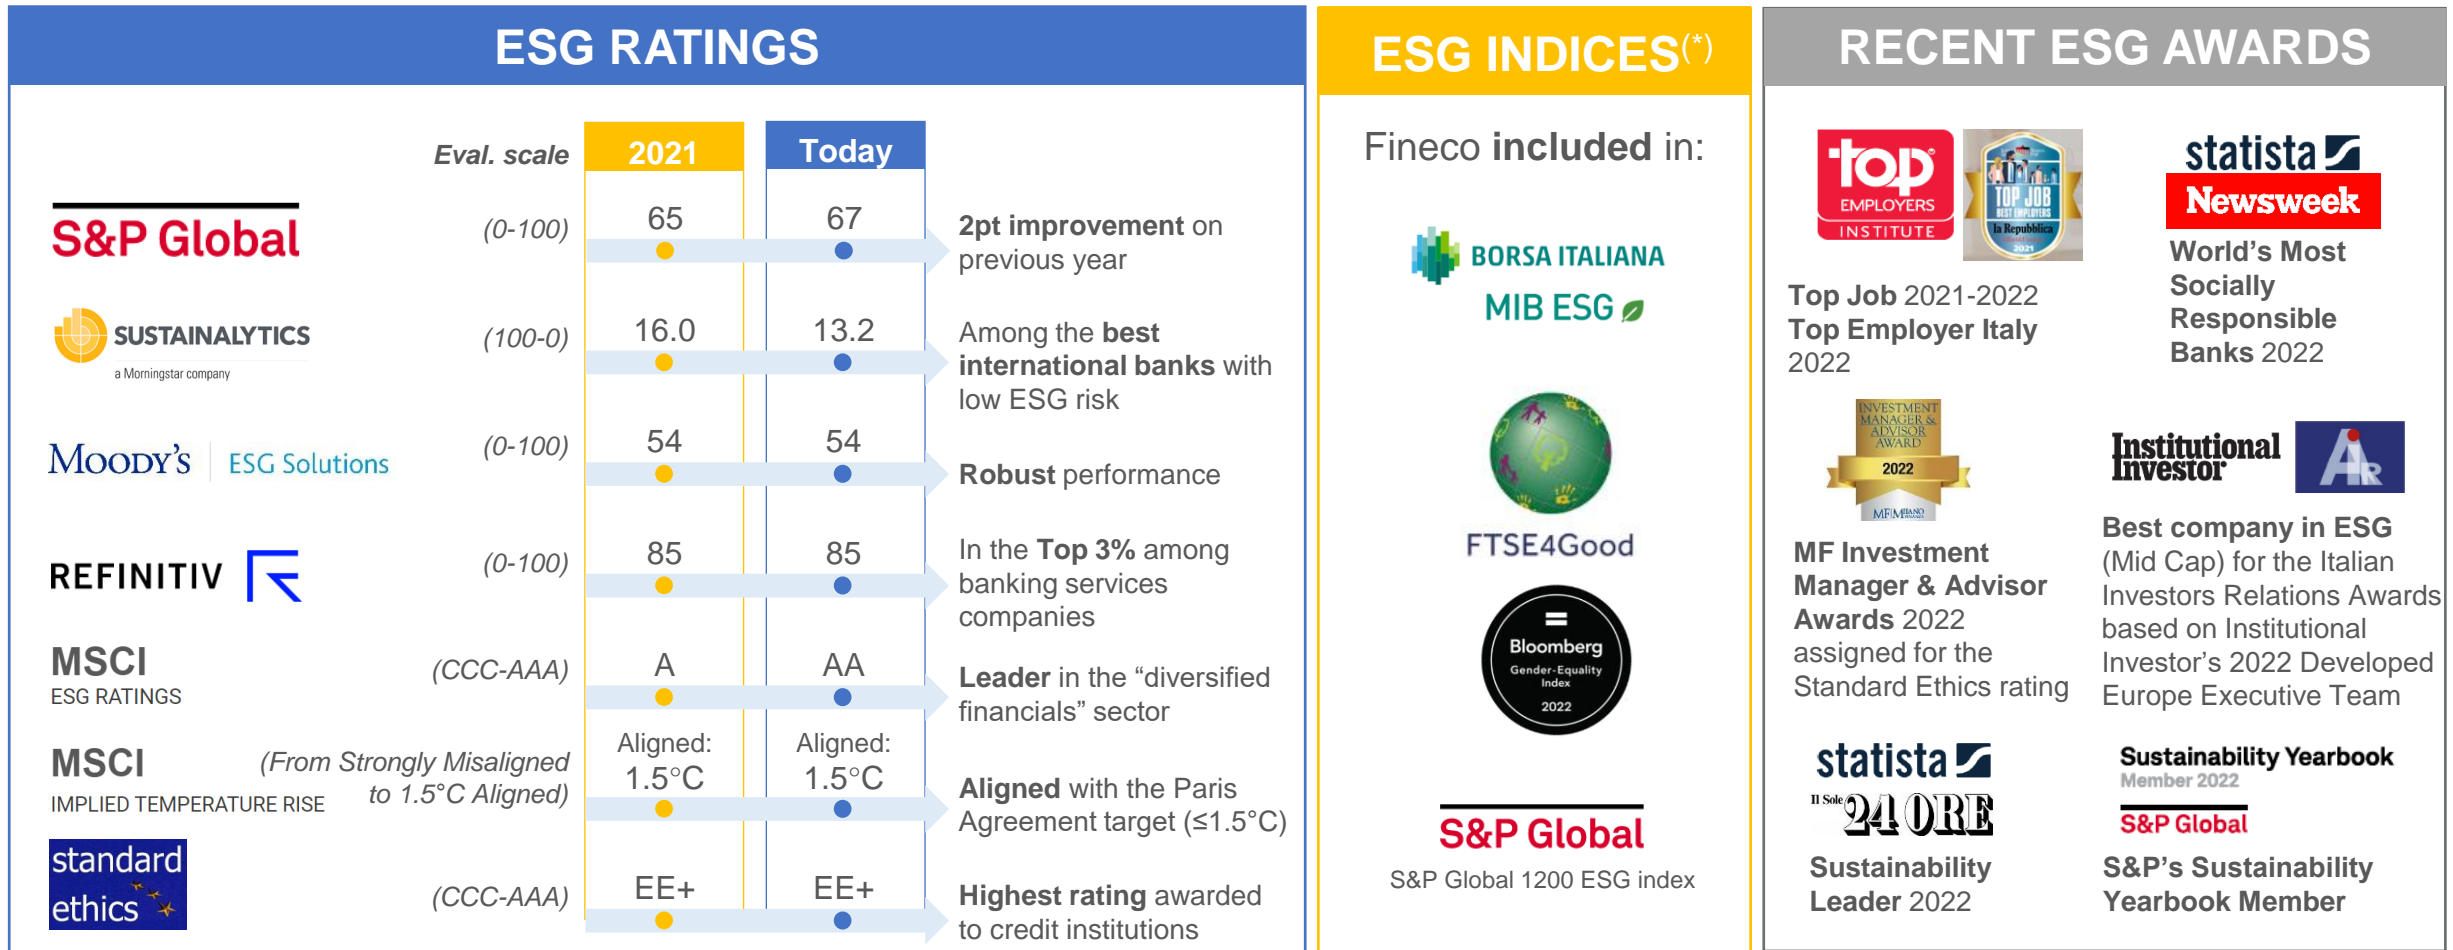 ESG RATINGS
Eval. scale
2021
Today
S&P Global
(0-100)
65
67
2pt improvement on
previous year
SUSTAINALYTICS
a Morningstar company
(100-0)
16.0
13.2
Among the best
international banks with
low ESG risk
MOODY'S
ESG Solutions
(0-100)
54
54
Robust performance
REFINITIV
(0-100)
85
85
In the Top 3% among
banking services
companies
MSCI
ESG RATINGS
(CCC-AAA)
A
AA
Leader in the “diversified
financials” sector
MSCI
IMPLIED TEMPERATURE RISE
(From Strongly Misaligned
to 1.5°C Aligned)
Aligned:
1.5°C
Aligned:
1.5°C
Aligned with the Paris
Agreement target (≤1.5°C)
standard
ethics
(CCC-AAA)
EE+
EE+
Highest rating awarded
to credit institutions
ESG INDICES(*)
Fineco included in:
BORSA ITALIANA
MIB ESG
FTSE4Good
Bloomberg
Gender-Equality
Index
2022
S&P Global
S&P Global 1200 ESG index
RECENT ESG AWARDS
top
EMPLOYERS
INSTITUTE
TOP JOB
BEST EMPLOYERS
la Repubblica
2021
Top Job 2021-2022
Top Employer Italy
2022
statista
Newsweek
World’s Most
Socially
Responsible
Banks 2022
INVESTMENT
MANAGER &
ADVISOR
AWARD
2022
MF MILANO FINANZA
MF Investment
Manager & Advisor
Awards 2022
assigned for the
Standard Ethics rating
Institutional
Investor
AIR
Best company in ESG
(Mid Cap) for the Italian
Investors Relations Awards
based on Institutional
Investor’s 2022 Developed
Europe Executive Team
statista
Il Sole
24 ORE
Sustainability
Leader 2022
Sustainability Yearbook
Member 2022
S&P Global
S&P’s Sustainability
Yearbook Member